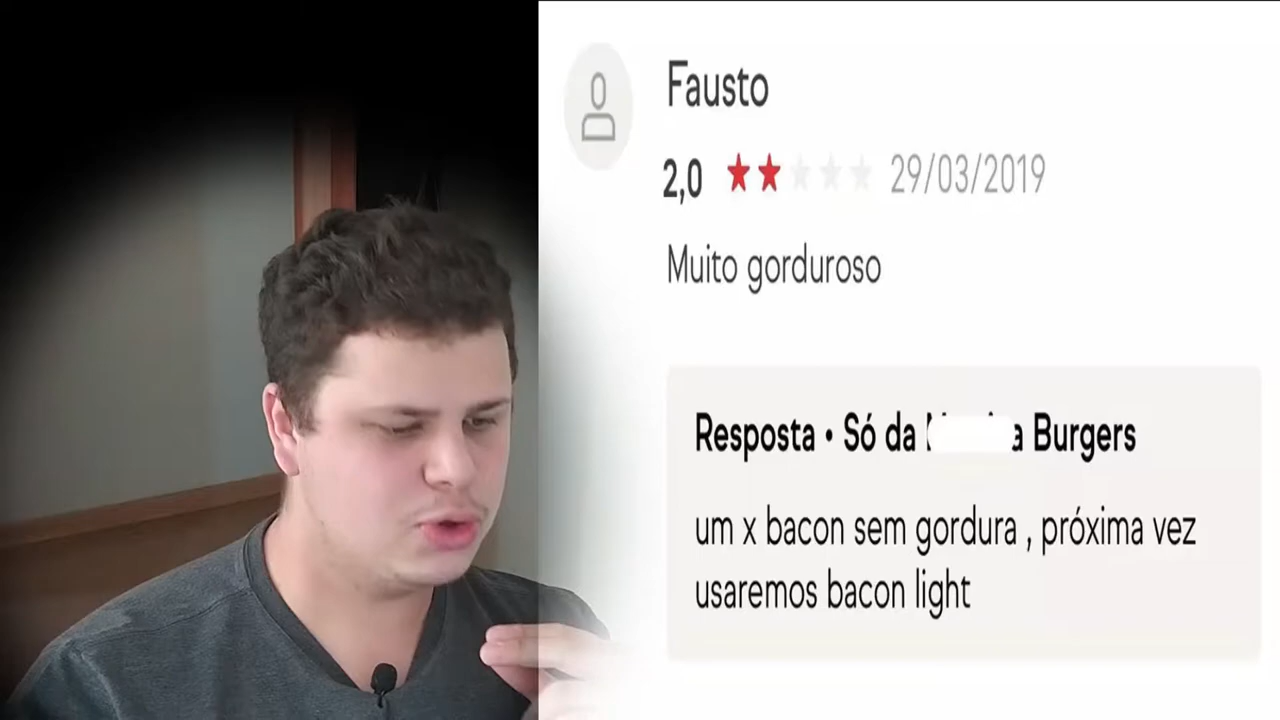 Fausto
2,0 29/03/2019
Muito gorduroso
Resposta • Só da Burgers
um x bacon sem gordura , próxima vez
usaremos bacon light